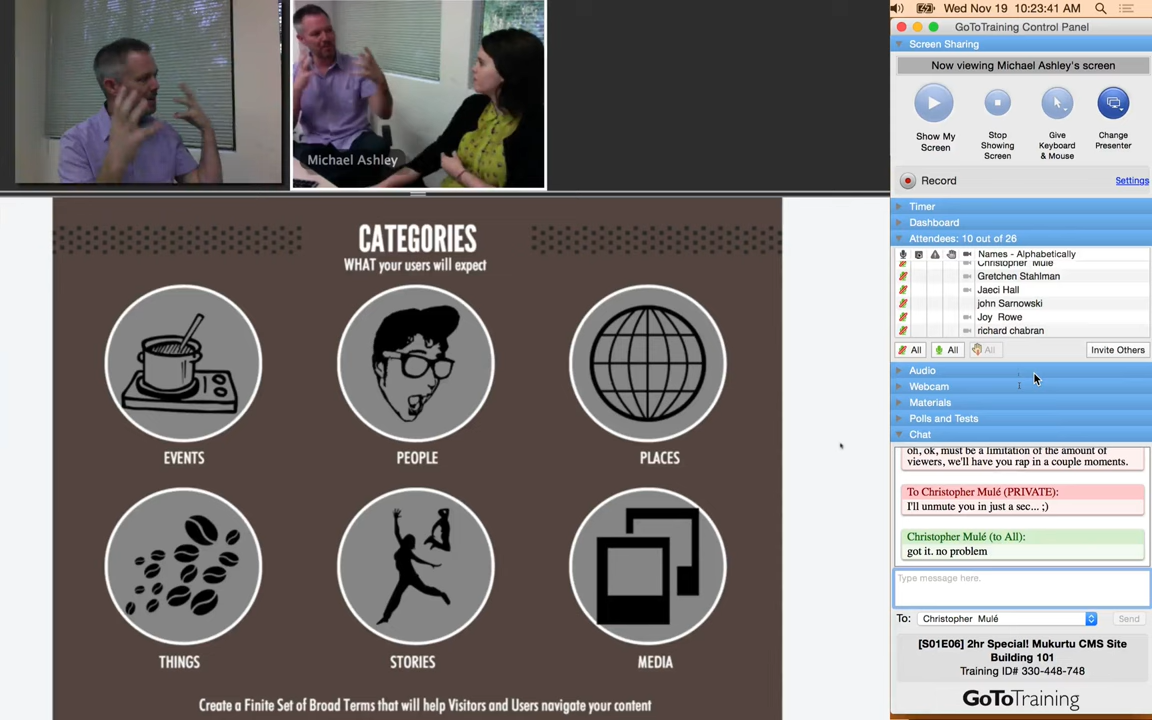 Wed Nov 19 10:23:41 AM
GoToTraining Control Panel
Screen Sharing
Now viewing Michael Ashley's screen
Show My
Screen
Stop
Showing
Screen
Give
Keyboard
& Mouse
Change
Presenter
Record
Settings
Timer
Dashboard
Attendees: 10 out of 26
Names - Alphabetically
Christopher Mulé
Gretchen Stahlman
Jaeci Hall
john Sarnowski
Joy Rowe
richard chabran
All
All
All
Invite Others
Audio
Webcam
Materials
Polls and Tests
Chat
oh, ok, must be a limitation of the amount of
viewers, we'll have you rap in a couple moments.
To Christopher Mulé (PRIVATE):
I'll unmute you in just a sec... ;)
Christopher Mulé (to All):
got it. no problem
Type message here.
To:
Christopher Mulé
Send
[S01E06] 2hr Special! Mukurtu CMS Site
Building 101
Training ID# 330-448-748
GoToTraining
Michael Ashley
CATEGORIES
WHAT your users will expect
EVENTS
PEOPLE
PLACES
THINGS
STORIES
MEDIA
Create a Finite Set of Broad Terms that will help Visitors and Users navigate your content